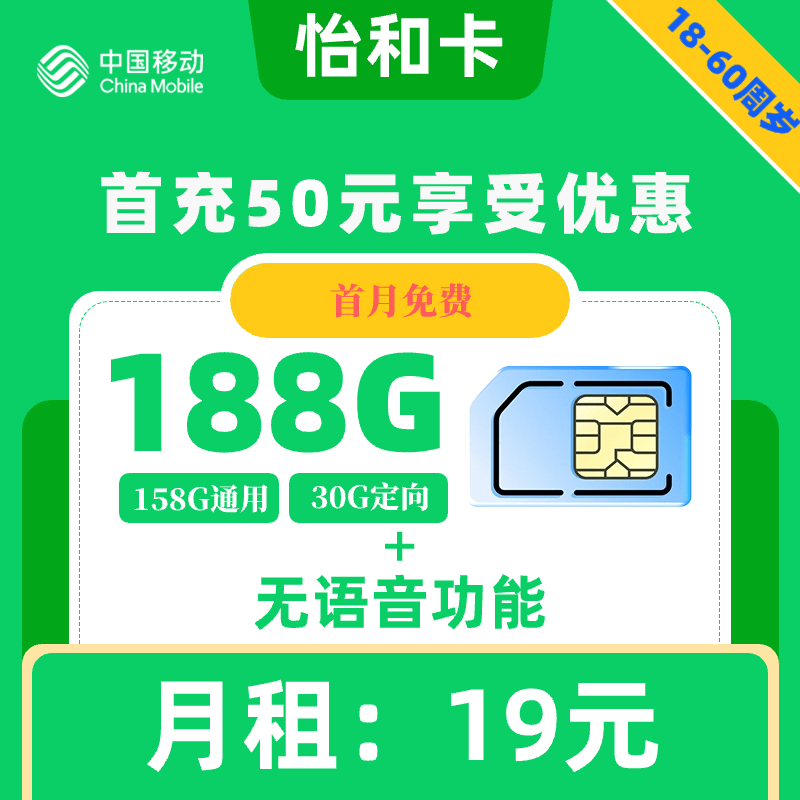 中国移动
China Mobile
怡和卡
18-60周岁
首充50元享受优惠
首月免费
188G
158G通用
30G定向
+
无语音功能
月租：19元